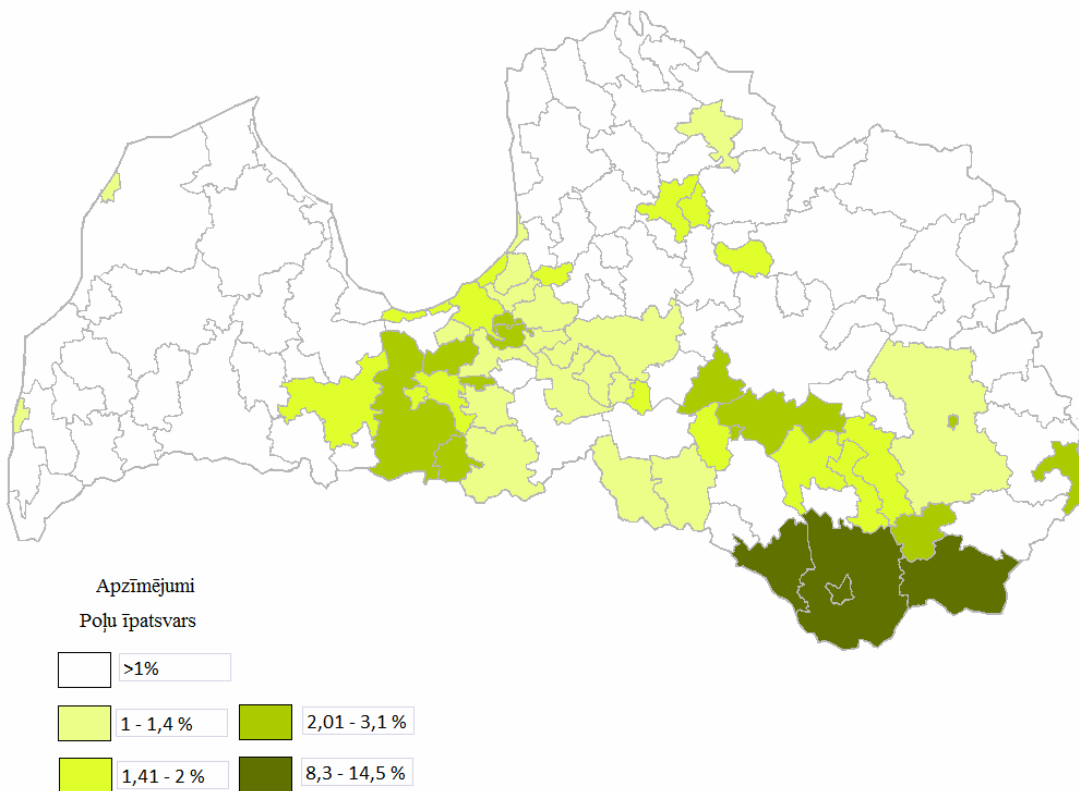 Apzīmējumi
Poļu īpatsvars
>1%
1 - 1,4 %
2,01 - 3,1 %
1,41 - 2 %
8,3 - 14,5 %